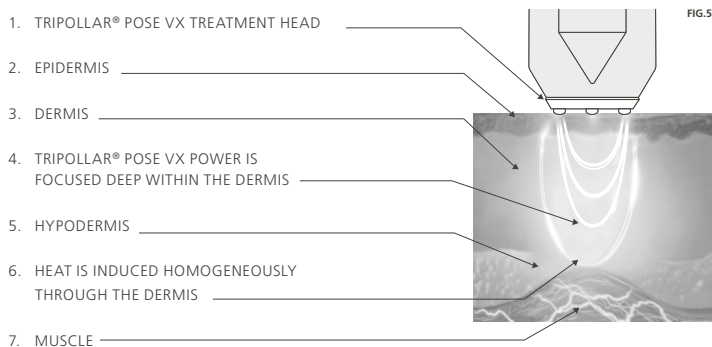 FIG.5
1. TRIPOLLAR® POSE VX TREATMENT HEAD
2. EPIDERMIS
3. DERMIS
4. TRIPOLLAR® POSE VX POWER IS
FOCUSED DEEP WITHIN THE DERMIS
5. HYPODERMIS
6. HEAT IS INDUCED HOMOGENEOUSLY
THROUGH THE DERMIS
7. MUSCLE